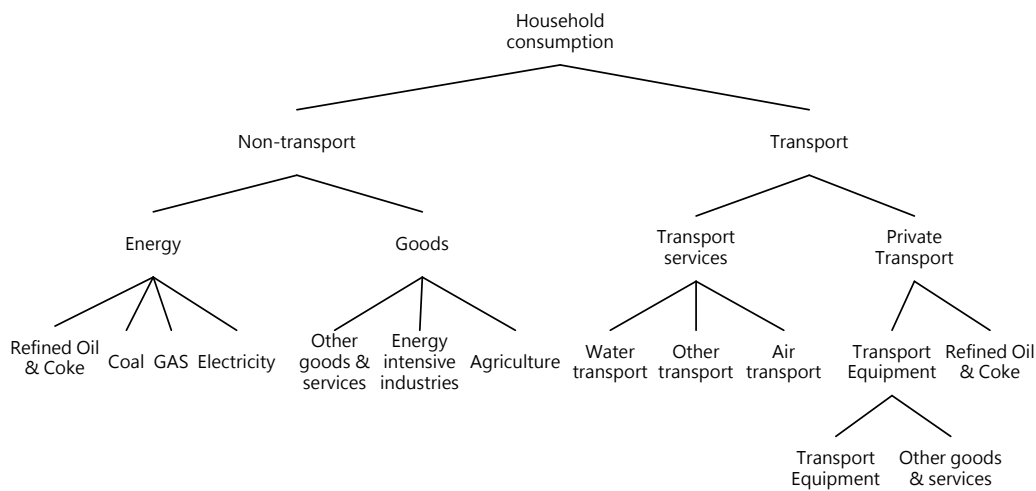 Household
consumption
Non-transport
Transport
Energy
Goods
Transport
services
Private
Transport
Refined Oil
& Coke
Coal
GAS
Electricity
Other
goods &
services
Energy
intensive
industries
Agriculture
Water
transport
Other
transport
Air
transport
Transport
Equipment
Refined Oil
& Coke
Transport
Equipment
Other goods
& services